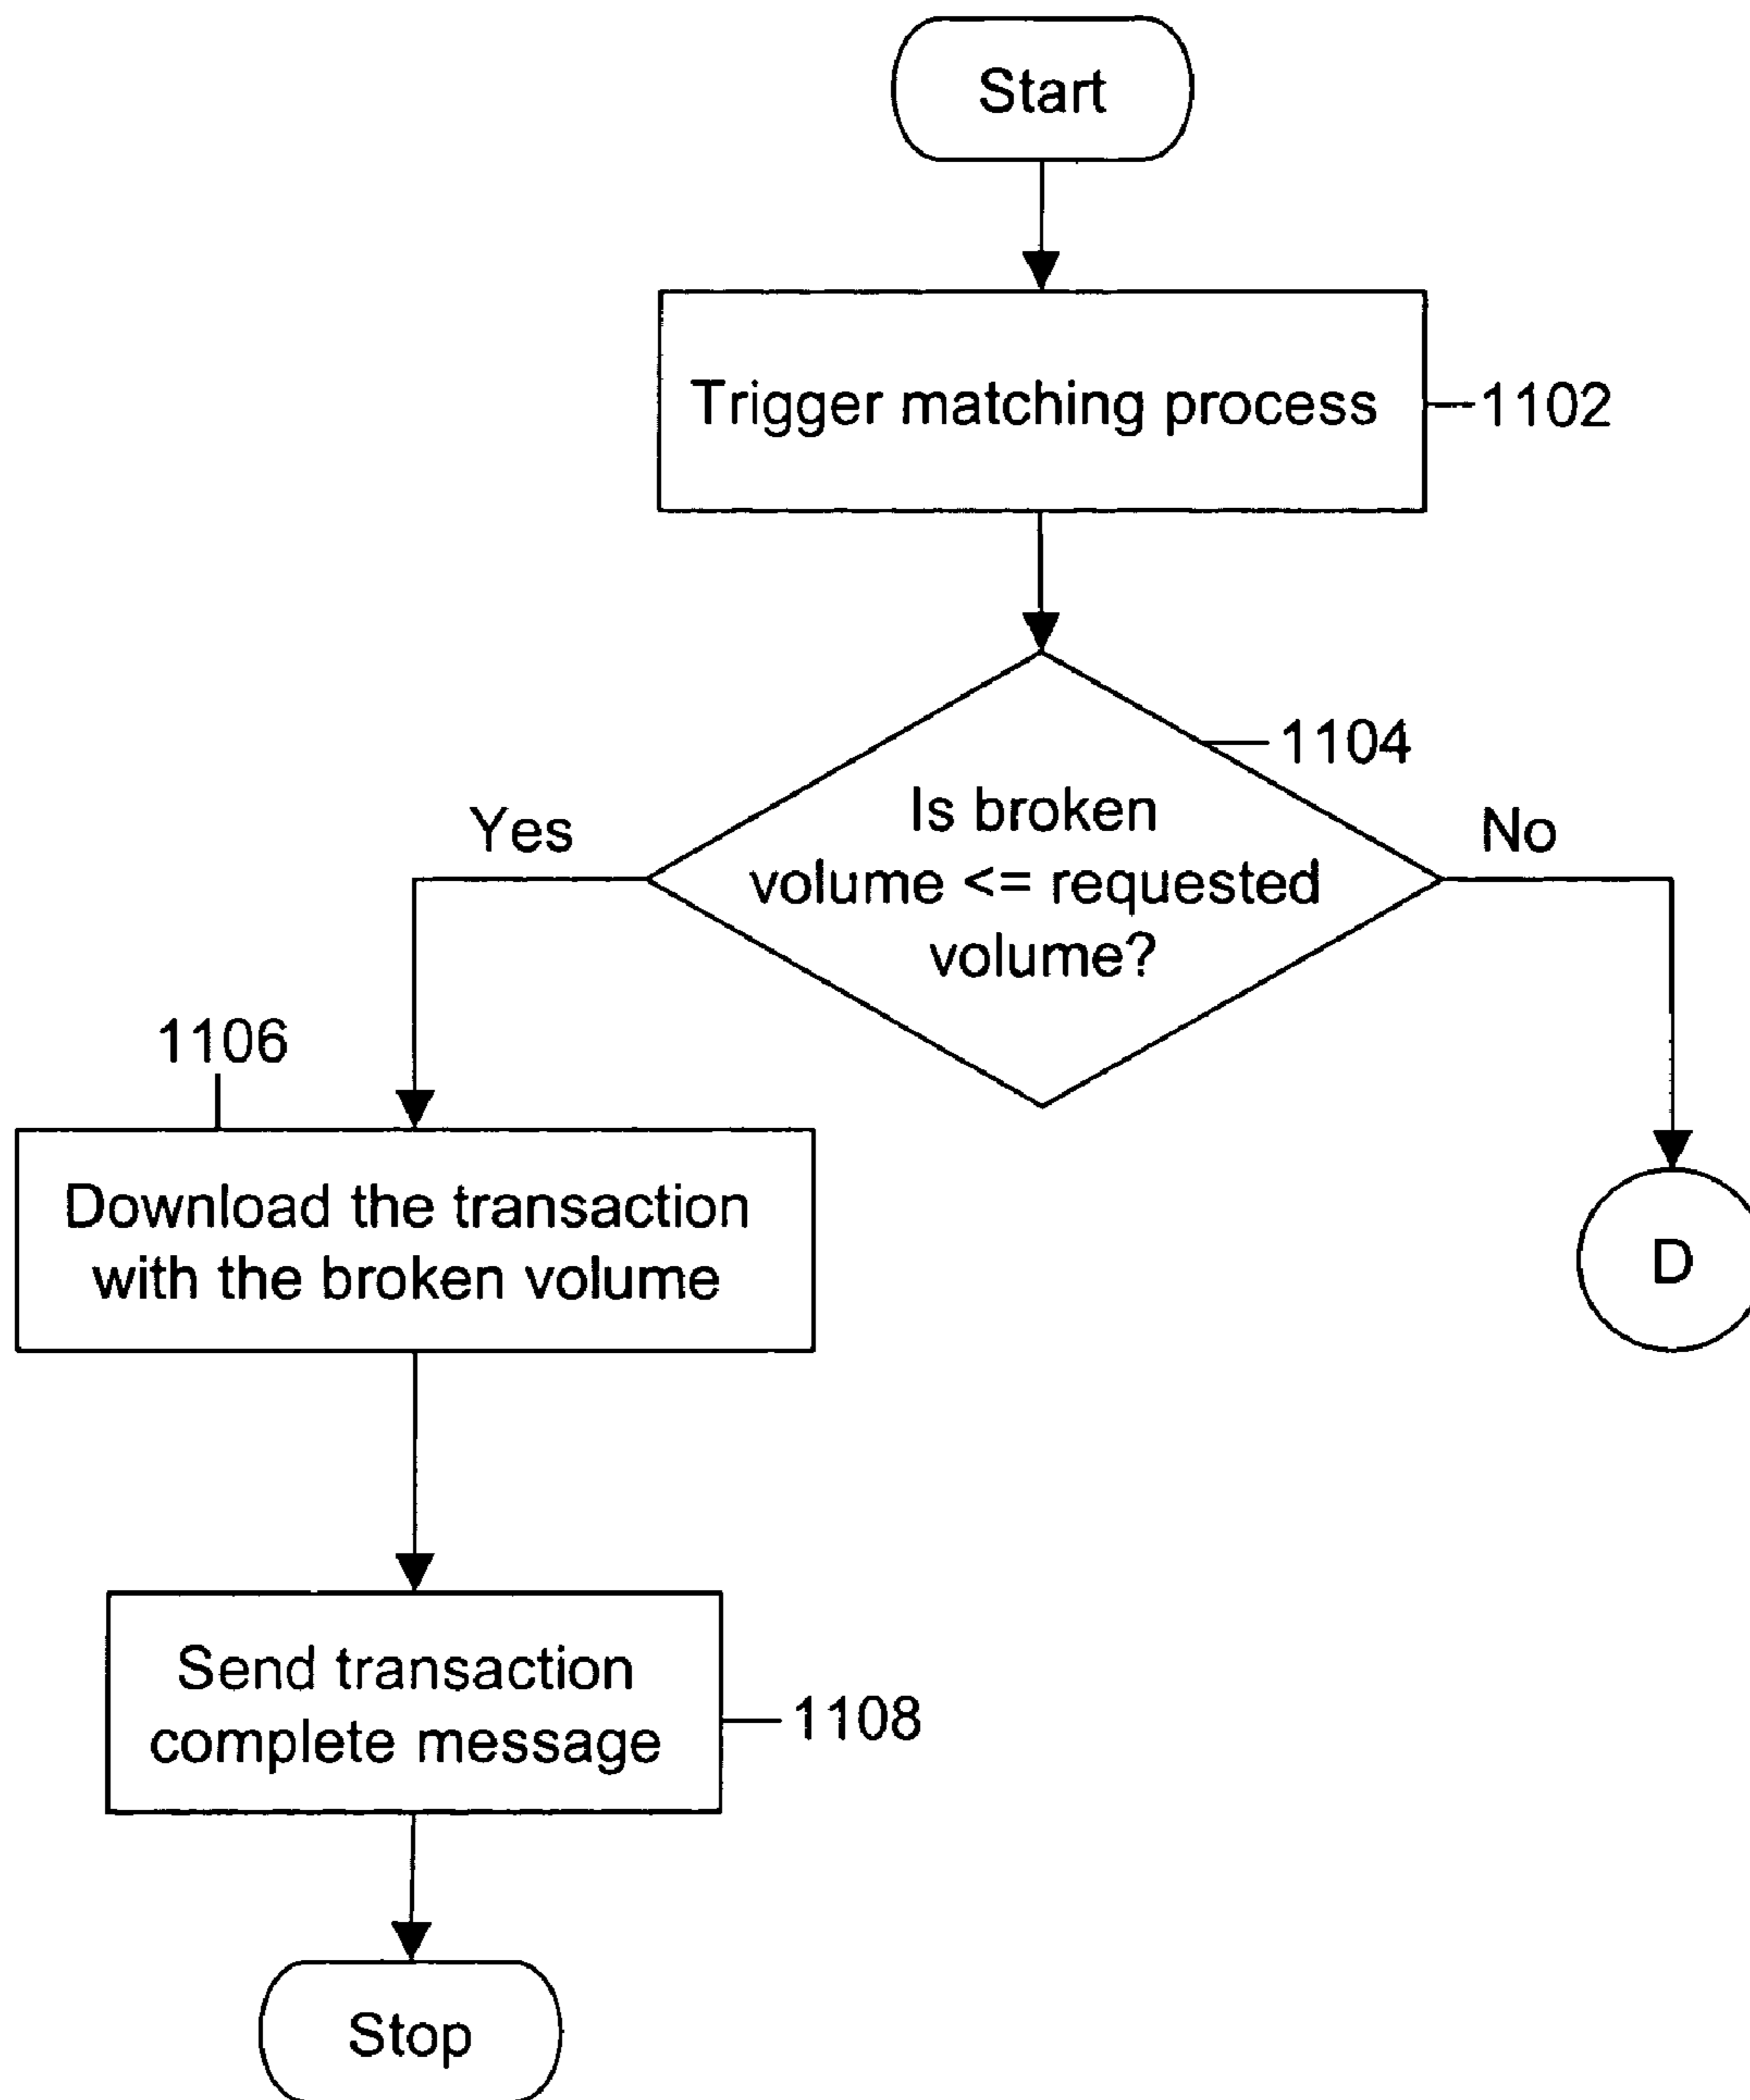 Start
Trigger matching process
1102
1104
Is broken
volume <= requested
volume?
Yes
No
1106
Download the transaction
with the broken volume
D
Send transaction
complete message
1108
Stop